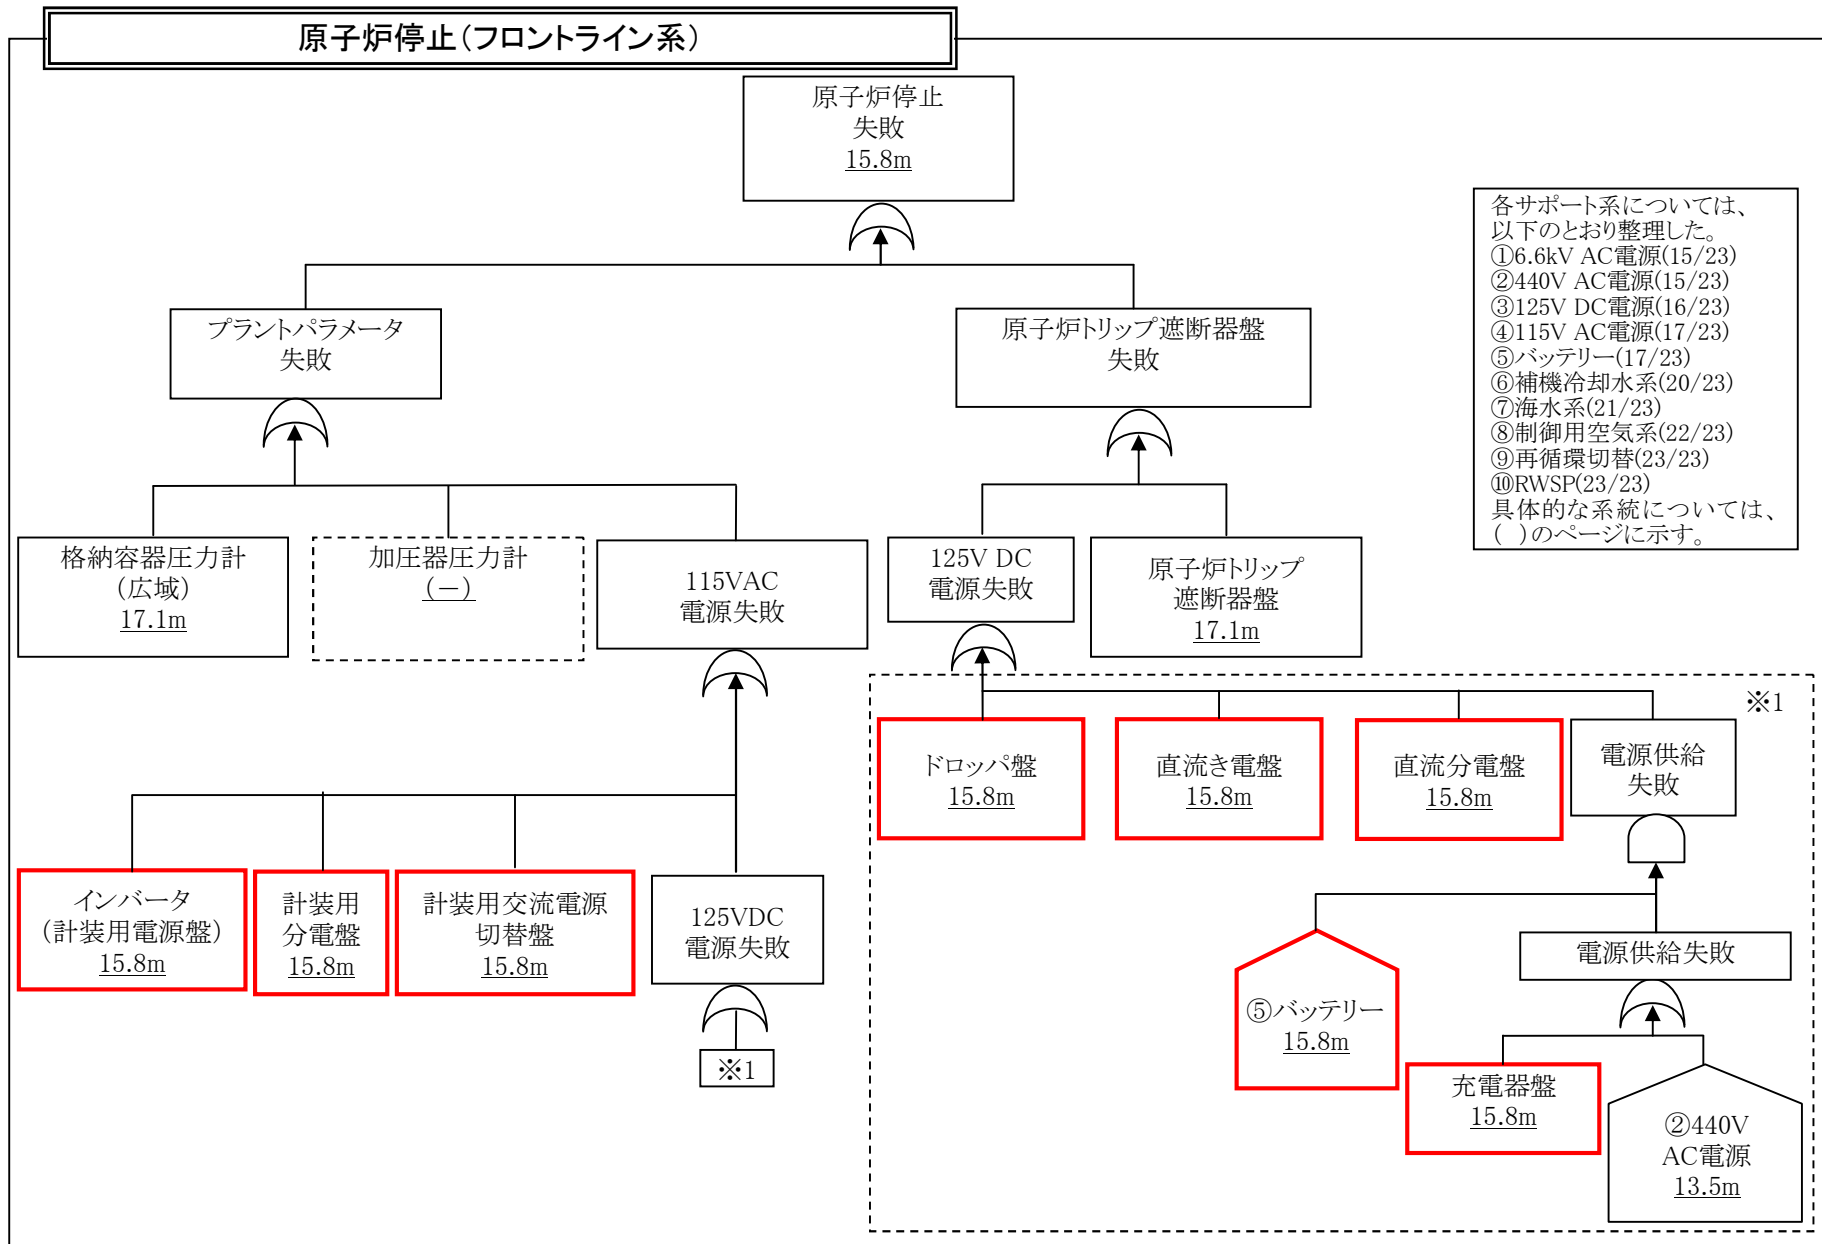 原子炉停止(フロントライン系)
原子炉停止
失敗
15.8m
各サポート系については、
以下のとおり整理した。
①6.6kV AC電源(15/23)
②440V AC電源(15/23)
③125V DC電源(16/23)
④115V AC電源(17/23)
⑤バッテリー(17/23)
⑥補機冷却水系(20/23)
⑦海水系(21/23)
⑧制御用空気系(22/23)
⑨再循環切替(23/23)
⑩RWSP(23/23)
具体的な系統については、
( )のページに示す。
プラントパラメータ
失敗
原子炉トリップ遮断器盤
失敗
格納容器圧力計
(広域)
17.1m
加圧器圧力計
(-)
115VAC
電源失敗
125V DC
電源失敗
原子炉トリップ
遮断器盤
17.1m
※1
ドロッパ盤
15.8m
直流き電盤
15.8m
直流分電盤
15.8m
電源供給
失敗
インバータ
(計装用電源盤)
15.8m
計装用
分電盤
15.8m
計装用交流電源
切替盤
15.8m
125VDC
電源失敗
※1
⑤バッテリー
15.8m
電源供給失敗
充電器盤
15.8m
②440V
AC電源
13.5m